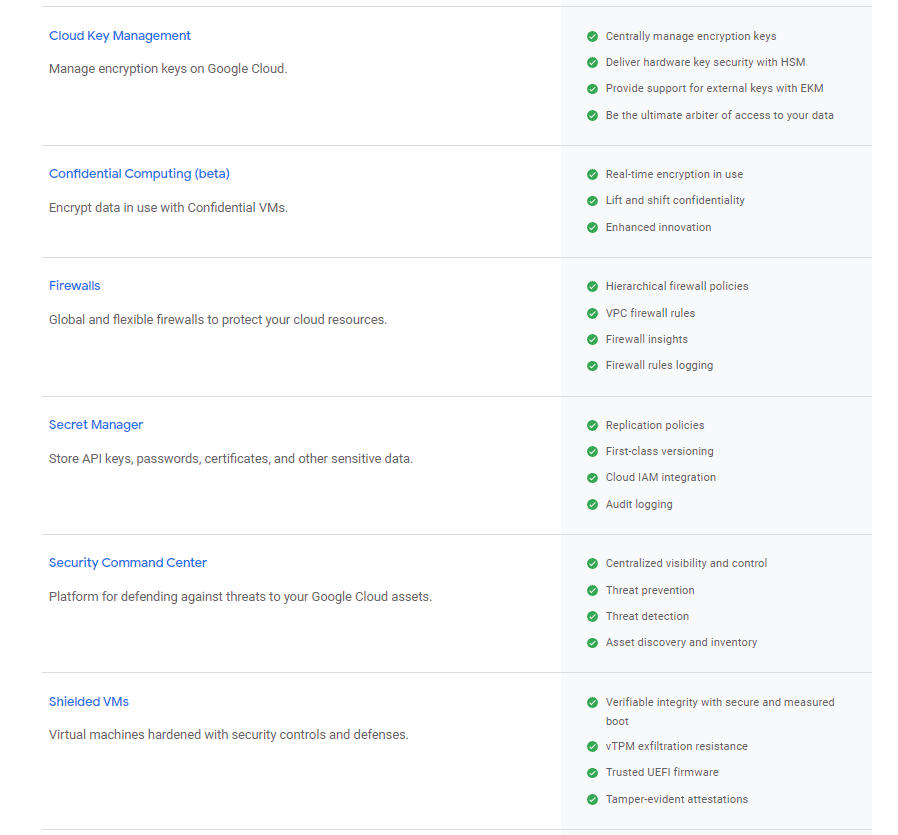 Cloud Key Management
Manage encryption keys on Google Cloud.
Centrally manage encryption keys
Deliver hardware key security with HSM
Provide support for external keys with EKM
Be the ultimate arbiter of access to your data
Confidential Computing (beta)
Encrypt data in use with Confidential VMs.
Real-time encryption in use
Lift and shift confidentiality
Enhanced innovation
Firewalls
Global and flexible firewalls to protect your cloud resources.
Hierarchical firewall policies
VPC firewall rules
Firewall insights
Firewall rules logging
Secret Manager
Store API keys, passwords, certificates, and other sensitive data.
Replication policies
First-class versioning
Cloud IAM integration
Audit logging
Security Command Center
Platform for defending against threats to your Google Cloud assets.
Centralized visibility and control
Threat prevention
Threat detection
Asset discovery and inventory
Shielded VMs
Virtual machines hardened with security controls and defenses.
Verifiable integrity with secure and measured
boot
vTPM exfiltration resistance
Trusted UEFI firmware
Tamper-evident attestations